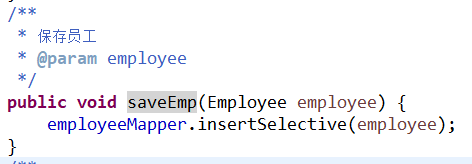 /**
 * 保存员工
 * @param employee
 */
public void saveEmp(Employee employee) {
    employeeMapper.insertSelective(employee);
}
/**